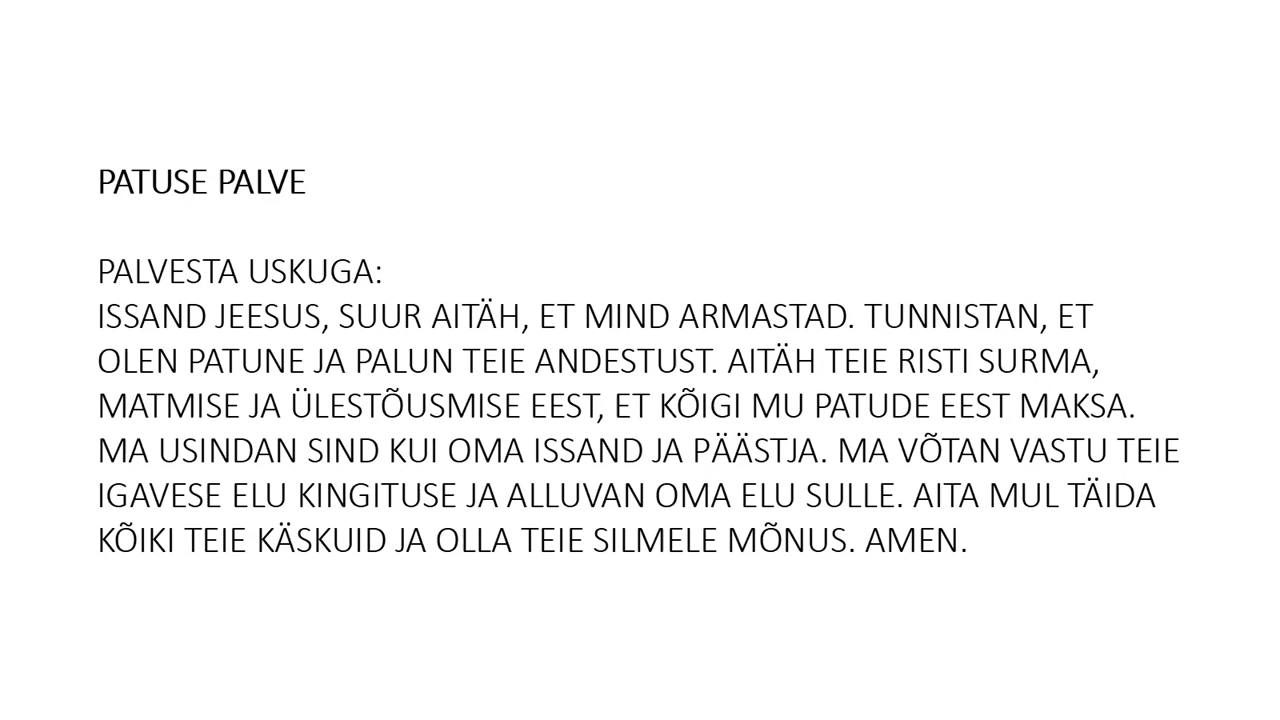 PATUSE PALVE
PALVESTA USKUGA:
ISSAND JEESUS, SUUR AITÄH, ET MIND ARMASTAD. TUNNISTAN, ET
OLEN PATUNE JA PALUN TEIE ANDESTUST. AITÄH TEIE RISTI SURMA,
MATMISE JA ÜLESTÕUSMISE EEST, ET KÕIGI MU PATUDE EEST MAKSA.
MA USINDAN SIND KUI OMA ISSAND JA PÄÄSTJA. MA VÕTAN VASTU TEIE
IGAVESE ELU KINGITUSE JA ALLUVAN OMA ELU SULLE. AITA MUL TÄIDA
KÕIKI TEIE KÄSKUID JA OLLA TEIE SILMELE MÕNUS. AMEN.